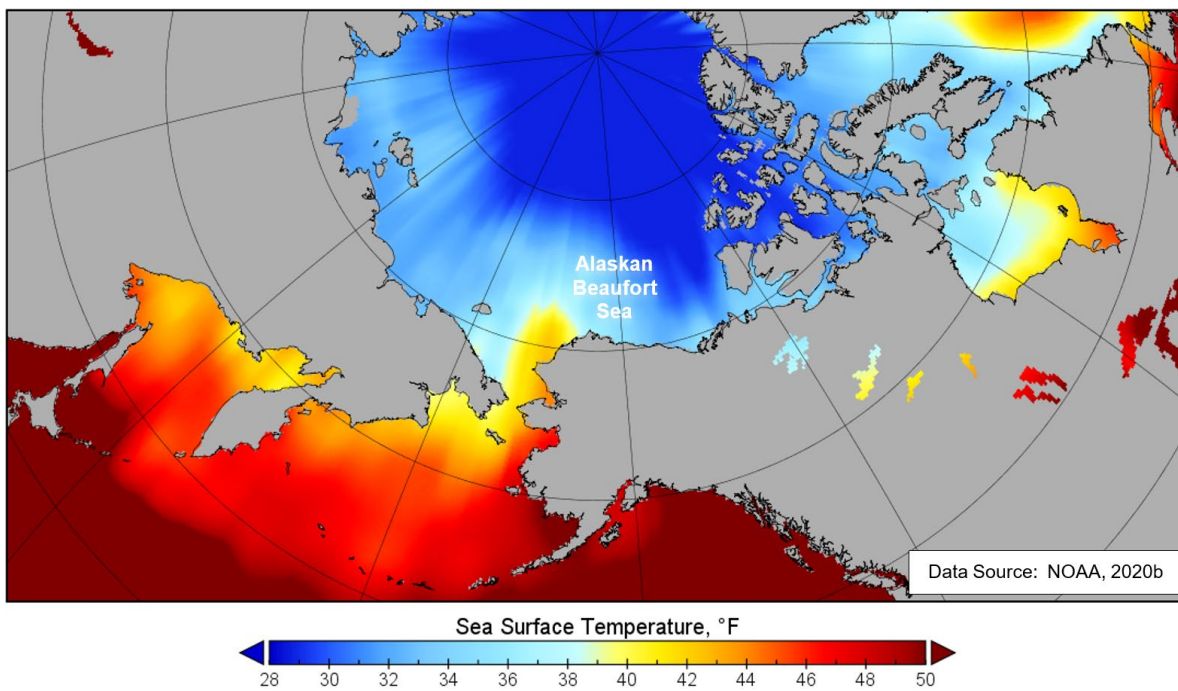 Alaskan
Beaufort
Sea
Data Source: NOAA, 2020b
Sea Surface Temperature, °F
28 30 32 34 36 38 40 42 44 46 48 50